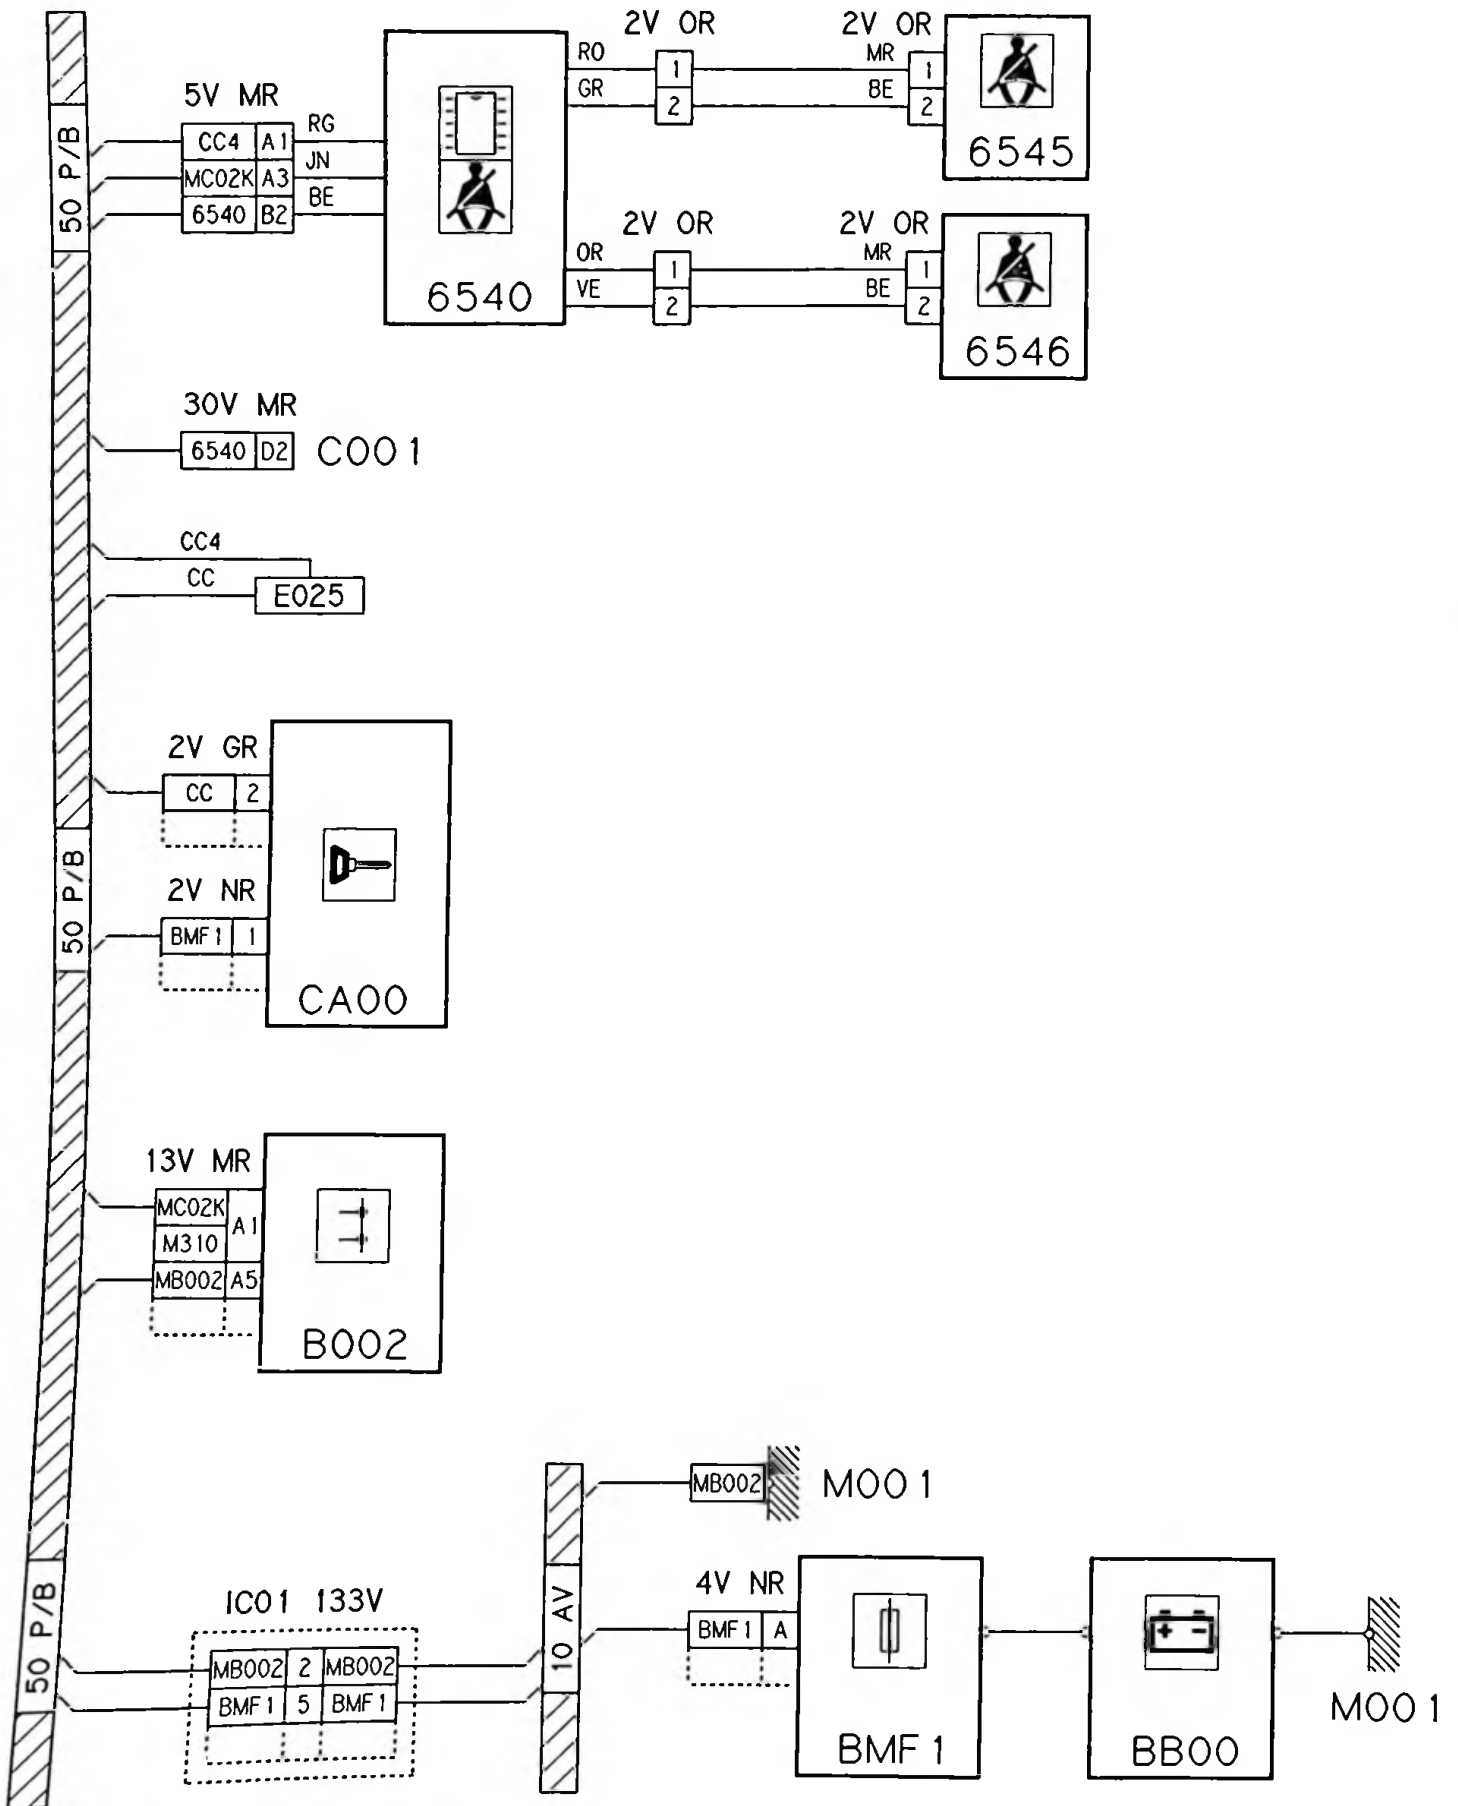 2V OR
2V OR
RO
1
MR
1
GR
2
BE
2
6545
5V MR
CC4 A1
RG
MC02K A3
JN
6540 B2
BE
6540
50 P/B
2V OR
2V OR
OR
1
MR
1
VE
2
BE
2
6546
30V MR
6540 D2
C001
CC4
CC
E025
2V GR
CC 2
2V NR
BMF1 1
CA00
50 P/B
13V MR
MC02K
A1
M310
MB002 A5
B002
MB002
M001
IC01 133V
MB002 2 MB002
BMF1 5 BMF1
50 P/B
10 AV
4V NR
BMF1 A
BMF1
+ -
BB00
M001